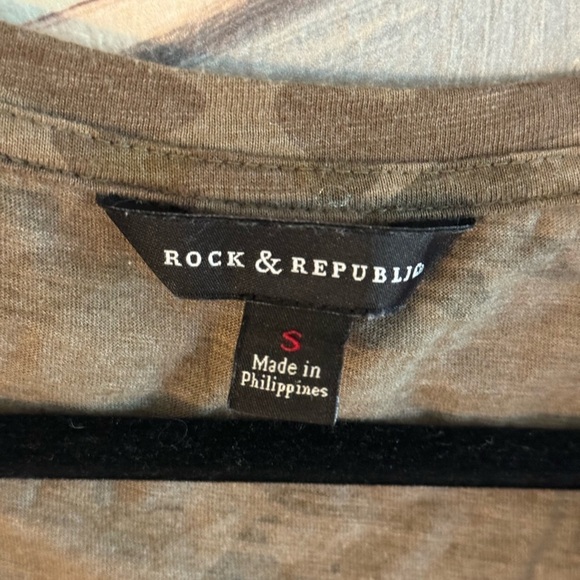 ROCK & REPUBLIC
S
Made in
Philippines